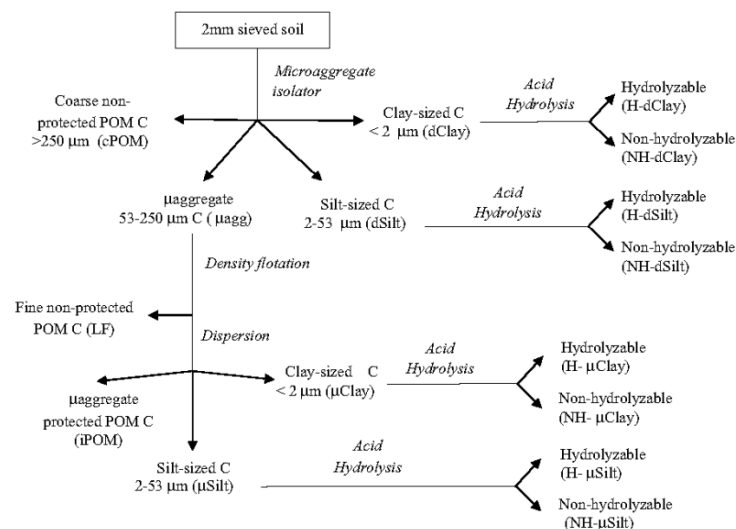 2mm sieved soil
Microaggregate
isolator
Coarse non-
protected POM C
>250 μm (cPOM)
Clay-sized C
< 2 μm (dClay)
Acid
Hydrolysis
Hydrolyzable
(H-dClay)
Non-hydrolyzable
(NH-dClay)
μaggregate
53-250 μm C ( μagg)
Silt-sized C
2-53 μm (dSilt)
Acid
Hydrolysis
Hydrolyzable
(H-dSilt)
Non-hydrolyzable
(NH-dSilt)
Density flotation
Fine non-protected
POM C (LF)
Dispersion
μaggregate
protected POM C
(iPOM)
Clay-sized C
< 2 μm (μClay)
Acid
Hydrolysis
Hydrolyzable
(H- μClay)
Non-hydrolyzable
(NH- μClay)
Silt-sized C
2-53 μm (μSilt)
Acid
Hydrolysis
Hydrolyzable
(H- μSilt)
Non-hydrolyzable
(NH-μSilt)